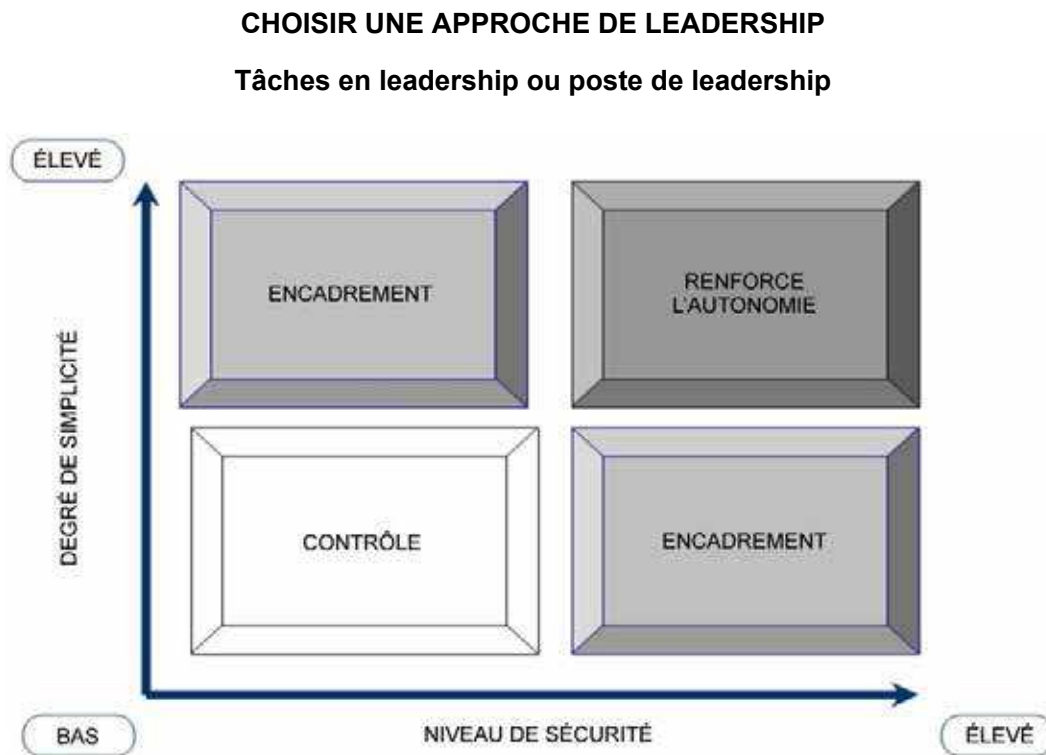 CHOISIR UNE APPROCHE DE LEADERSHIP
Tâches en leadership ou poste de leadership
ÉLEVÉ
ENCADREMENT
RENFORCE
L'AUTONOMIE
DEGRÉ DE SIMPLICITÉ
CONTRÔLE
ENCADREMENT
BAS
NIVEAU DE SÉCURITÉ
ÉLEVÉ